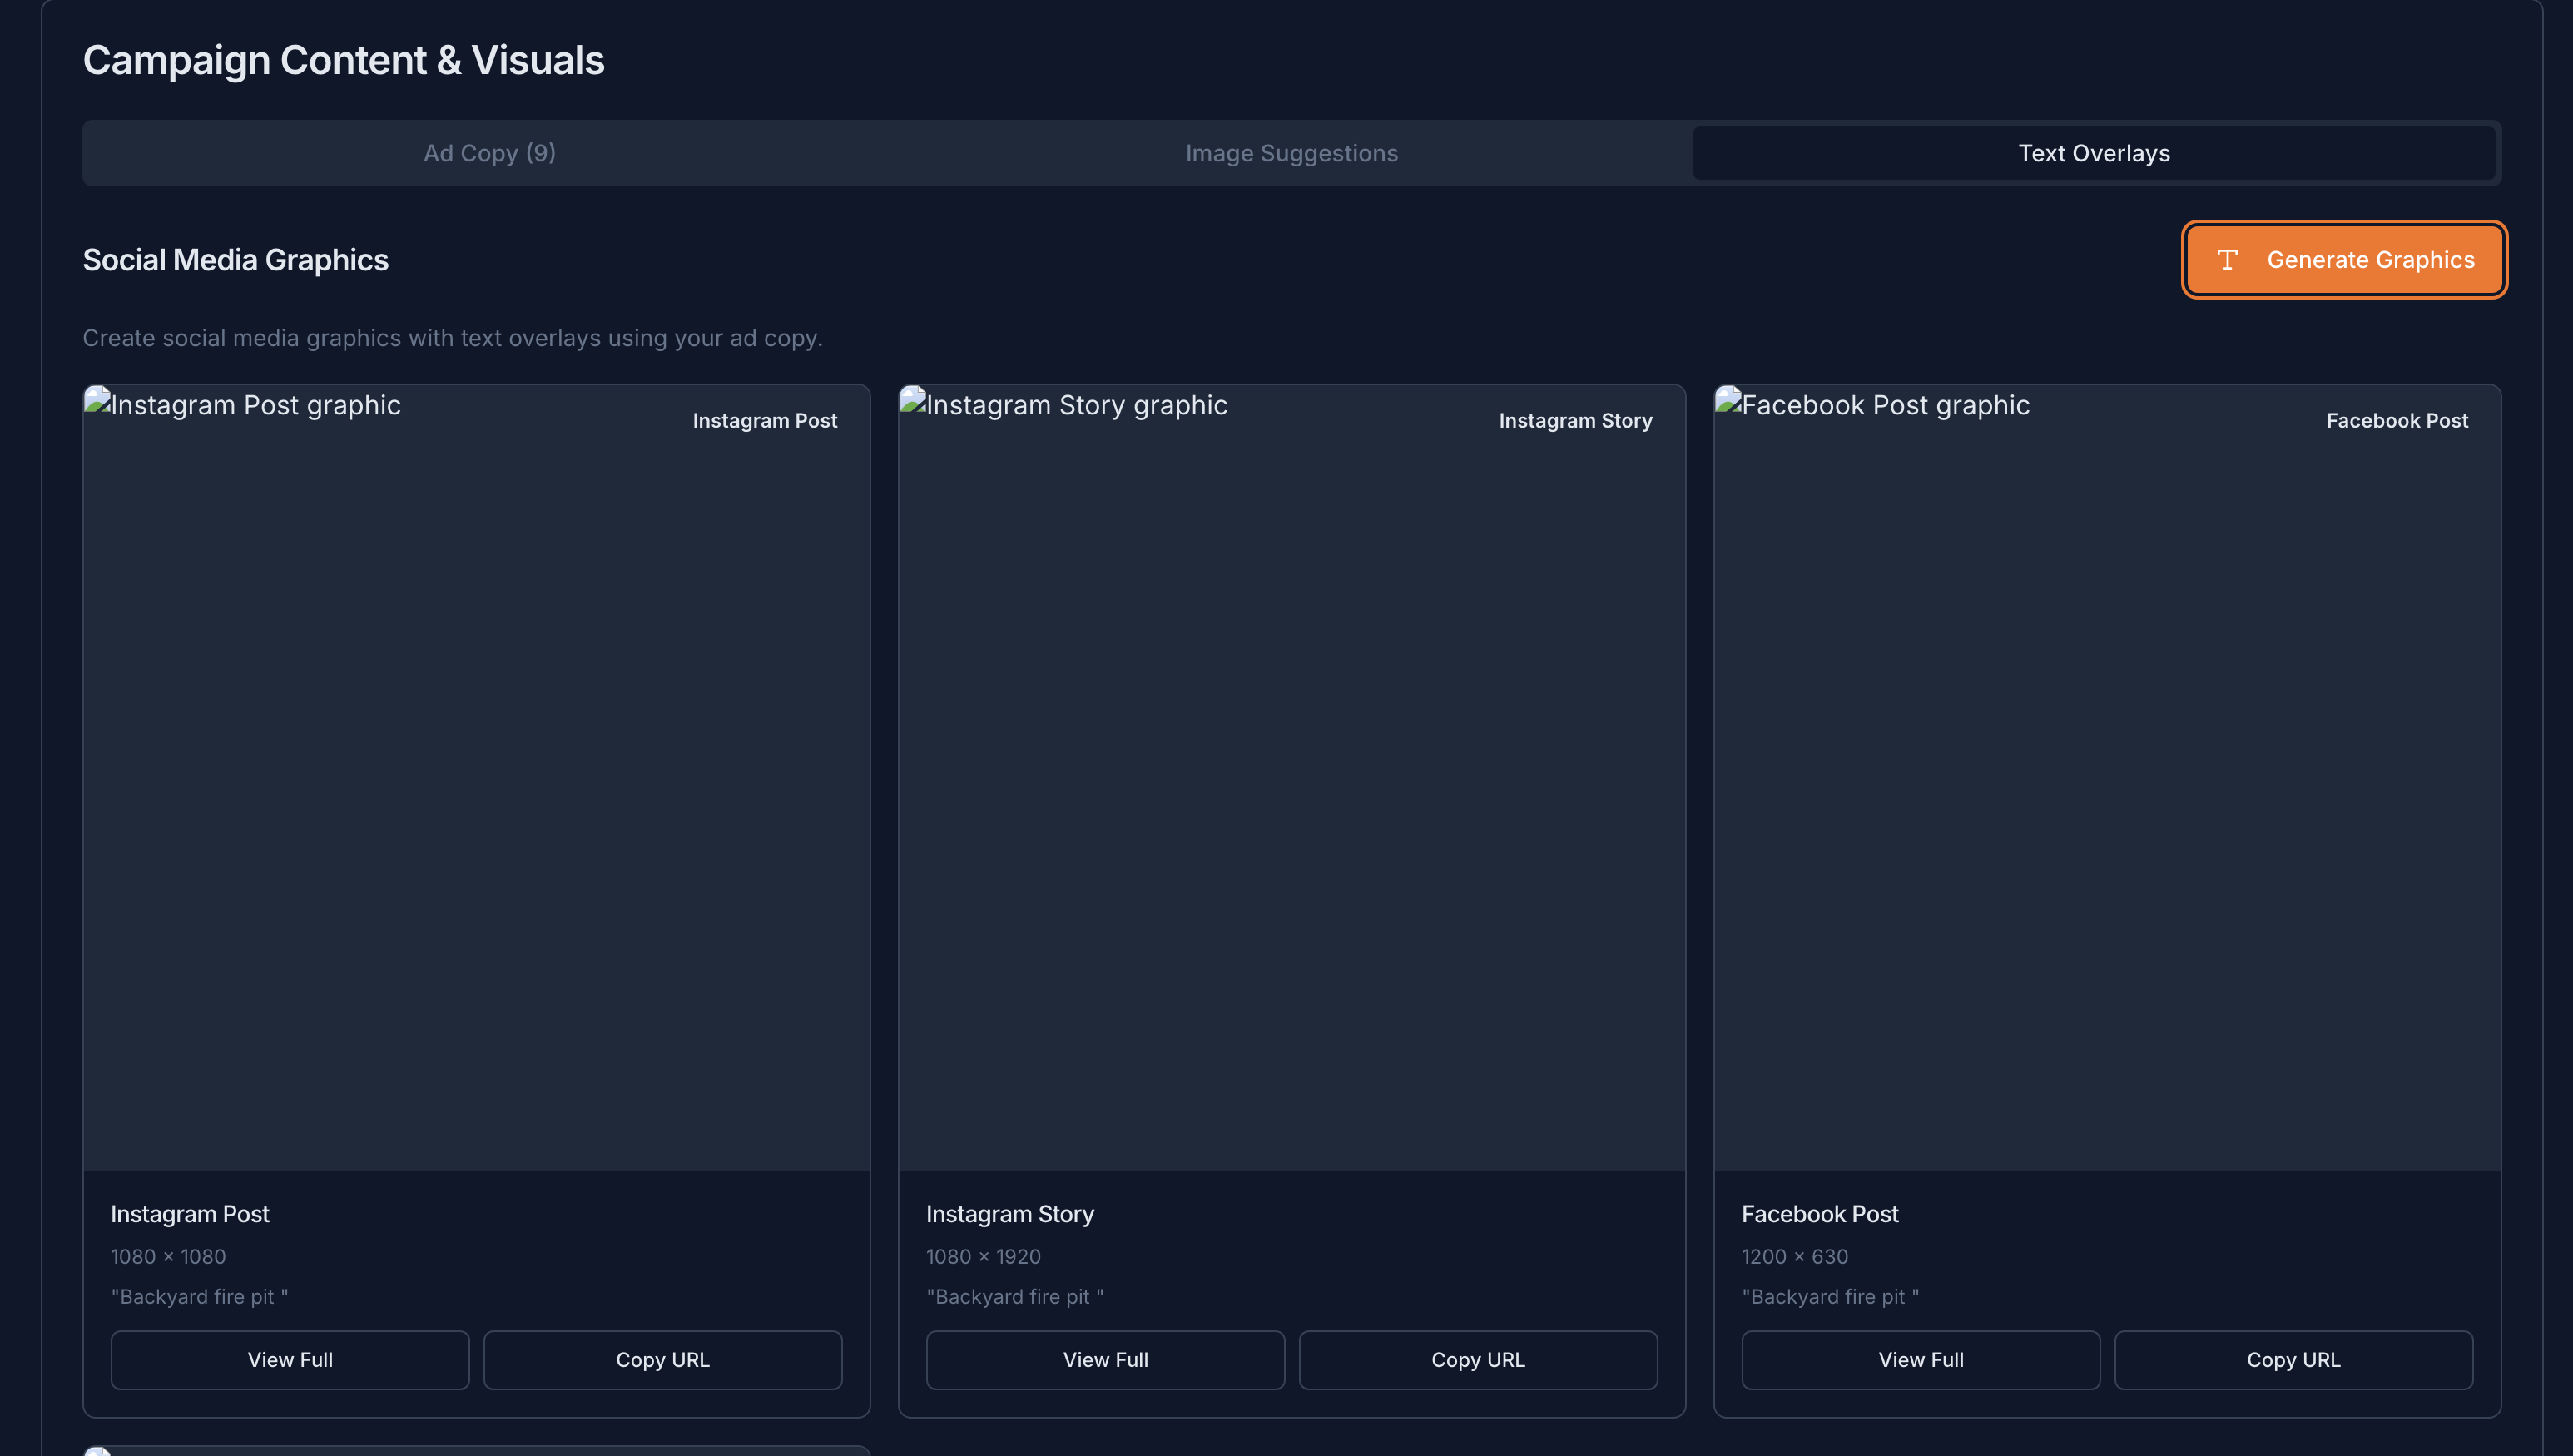 Campaign Content & Visuals
Ad Copy (9)
Image Suggestions
Text Overlays
Social Media Graphics
Generate Graphics
Create social media graphics with text overlays using your ad copy.
Instagram Post graphic
Instagram Post
Instagram Story graphic
Instagram Story
Facebook Post graphic
Facebook Post
Instagram Post
1080 × 1080
"Backyard fire pit "
View Full
Copy URL
Instagram Story
1080 × 1920
"Backyard fire pit "
View Full
Copy URL
Facebook Post
1200 × 630
"Backyard fire pit "
View Full
Copy URL